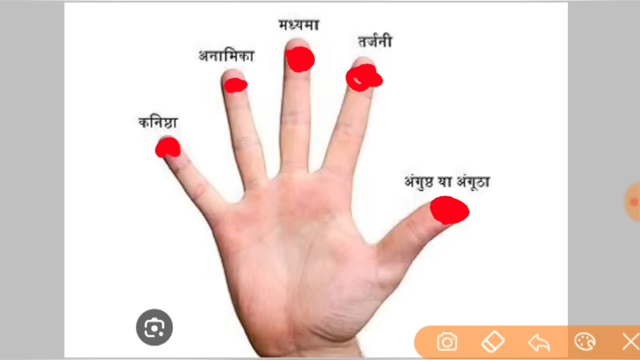 मध्यमा
तर्जनी
अनामिका
कनिष्ठा
अंगुष्ठ या अंगूठा